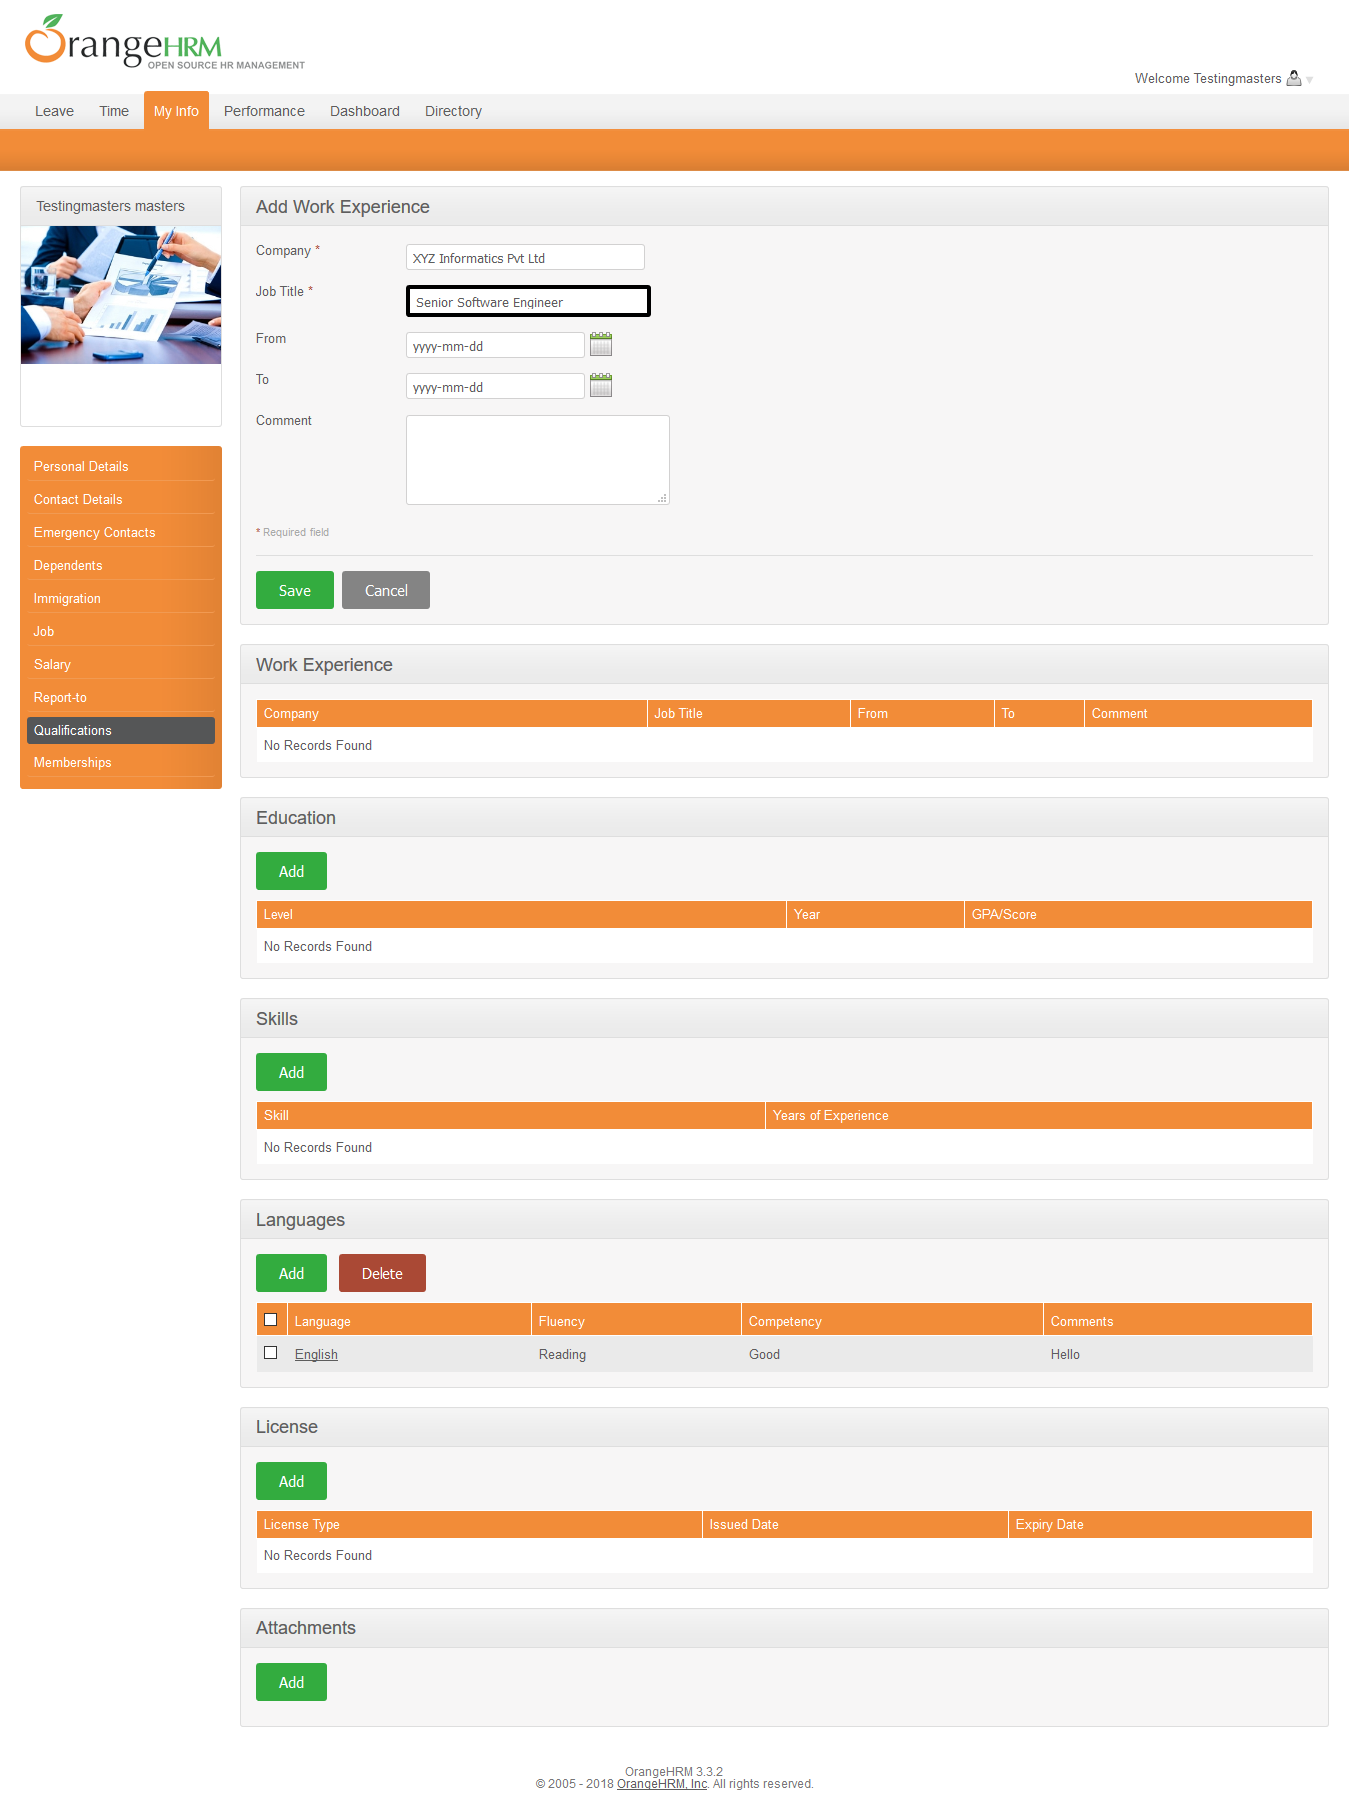 OrangeHRM
OPEN SOURCE HR MANAGEMENT
Welcome Testingmasters
Leave Time My Info Performance Dashboard Directory
Testingmasters masters
Personal Details
Contact Details
Emergency Contacts
Dependents
Immigration
Job
Salary
Report-to
Qualifications
Memberships
Add Work Experience
Company * XYZ Informatics Pvt Ltd
Job Title * Senior Software Engineer
From yyyy-mm-dd
To yyyy-mm-dd
Comment
* Required field
Save Cancel
Work Experience
Company Job Title From To Comment
No Records Found
Education
Add
Level Year GPA/Score
No Records Found
Skills
Add
Skill Years of Experience
No Records Found
Languages
Add Delete
Language Fluency Competency Comments
English Reading Good Hello
License
Add
License Type Issued Date Expiry Date
No Records Found
Attachments
Add
OrangeHRM 3.3.2
© 2005 - 2018 OrangeHRM, Inc. All rights reserved.